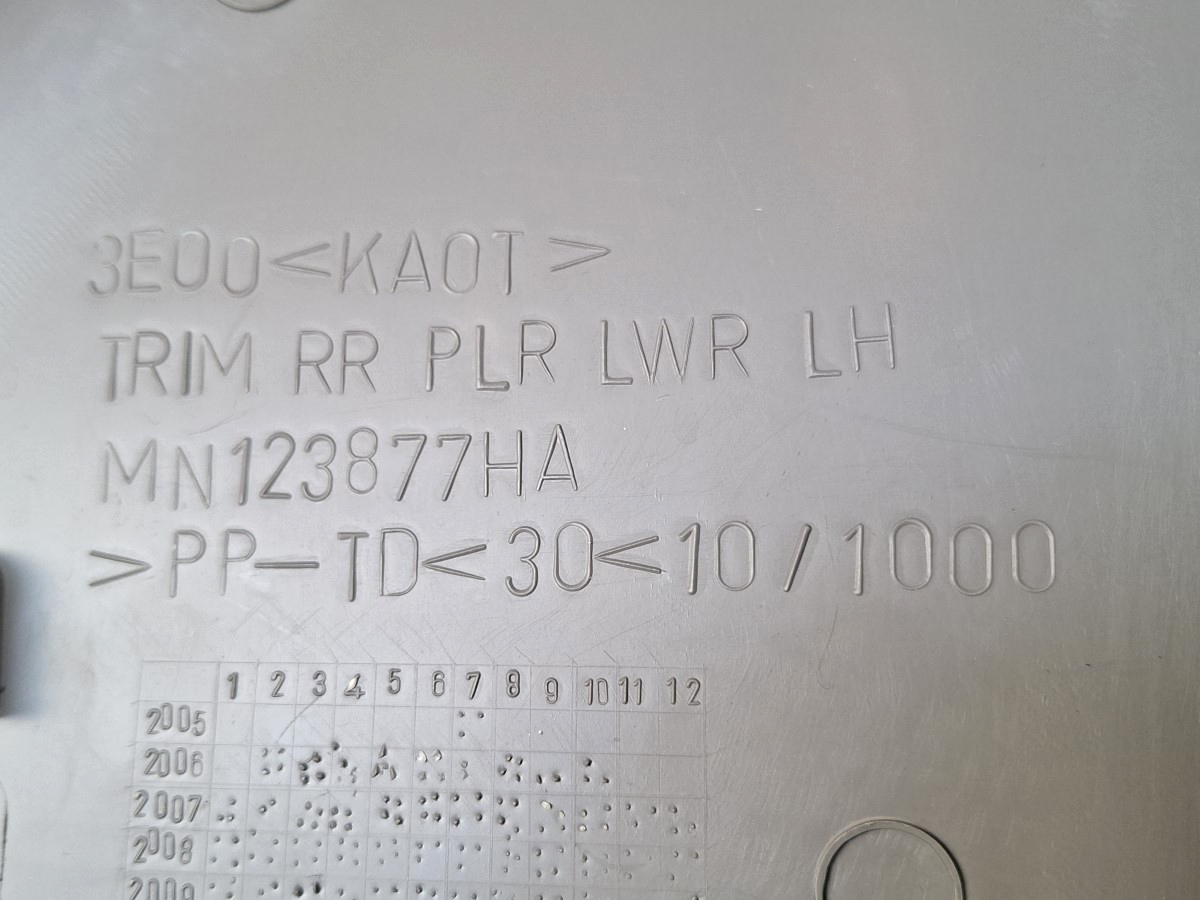 3E00<KAOT>
TRIM RR PLR LWR LH
MN123877HA
>PP-TD<30<10/1000
1 2 3 4 5 6 7 8 9 10 11 12
2005
2006
2007
2008
2009